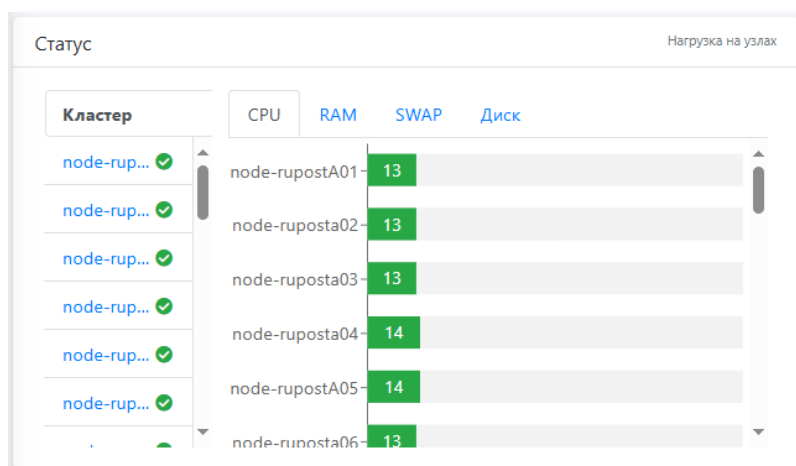 Статус
Нагрузка на узлах
Кластер
CPU RAM SWAP Диск
node-rup...
node-rup...
node-rup...
node-rup...
node-rup...
node-rup...
node-rupostA01 13
node-ruposta02 13
node-ruposta03 13
node-ruposta04 14
node-rupostA05 14
node-ruposta06 13